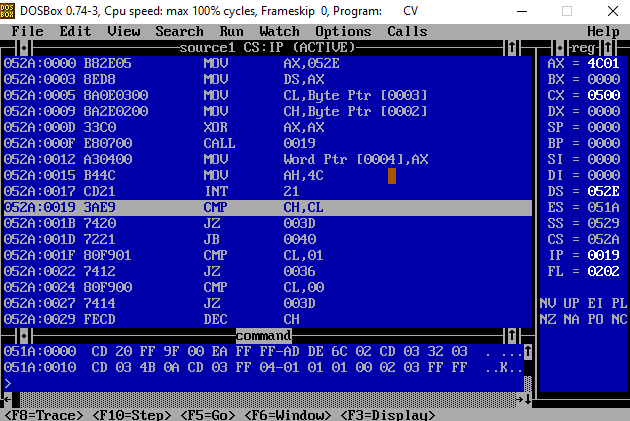 DOSBox 0.74-3, Cpu speed: max 100% cycles, Frameskip 0, Program: CV
File Edit View Search Run Watch Options Calls Help
source1 CS:IP (ACTIVE) reg
052A:0000 B82E05 MOV AX,052E AX = 4C01
052A:0003 8ED8 MOV DS,AX BX = 0000
052A:0005 8A0E0300 MOV CL,Byte Ptr [0003] CX = 0500
052A:0009 8A2E0200 MOV CH,Byte Ptr [0002] DX = 0000
052A:000D 33C0 XOR AX,AX SP = 0000
052A:000F E80700 CALL 0019 BP = 0000
052A:0012 A30400 MOV Word Ptr [0004],AX SI = 0000
052A:0015 B44C MOV AH,4C DI = 0000
052A:0017 CD21 INT 21 DS = 052E
052A:0019 3AE9 CMP CH,CL ES = 051A
052A:001B 7420 JZ 003D SS = 0529
052A:001D 7221 JB 0040 CS = 052A
052A:001F 80F901 CMP CL,01 IP = 0019
052A:0022 7412 JZ 0036 FL = 0202
052A:0024 80F900 CMP CL,00
052A:0027 7414 JZ 003D NV UP EI PL
052A:0029 FECD DEC CH NZ NA PO NC
command
051A:0000 CD 20 FF 9F 00 EA FF FF-AD DE 6C 02 CD 03 32 03 . ...
051A:0010 CD 03 4B 0A CD 03 FF 04-01 01 01 00 02 03 FF FF ..K..
>
<F8=Trace> <F10=Step> <F5=Go> <F6=Window> <F3=Display>